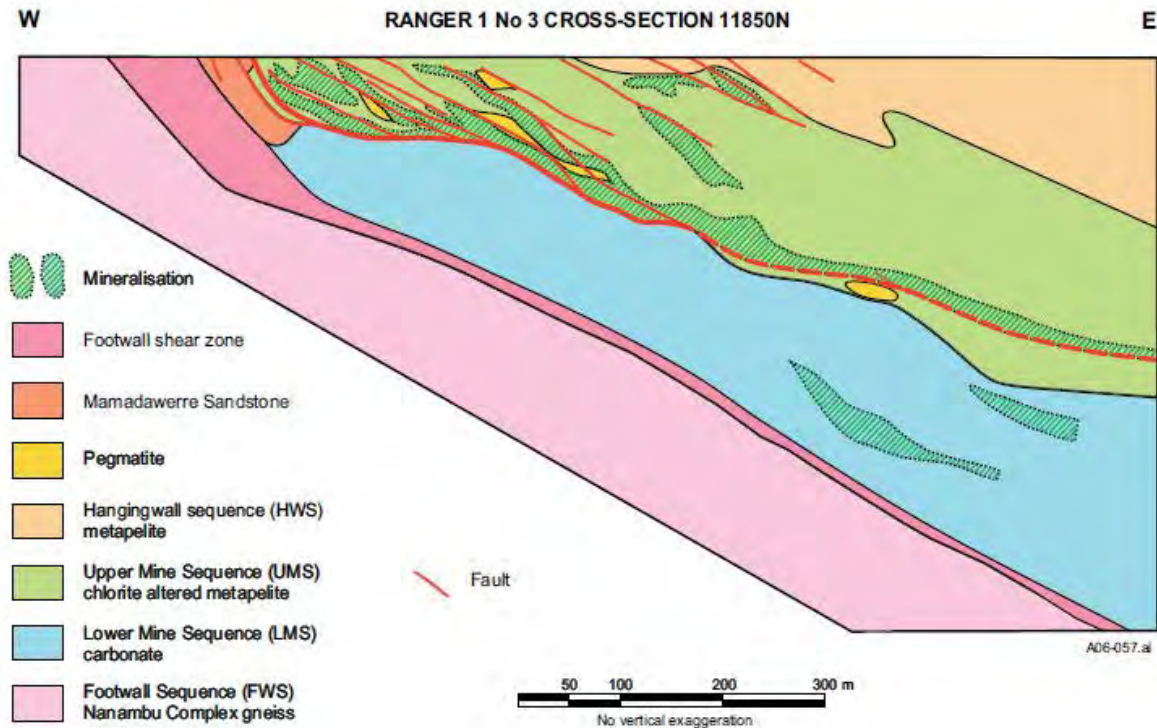 W
RANGER 1 No 3 CROSS-SECTION 11850N
E
Mineralisation
Footwall shear zone
Mamadawerre Sandstone
Pegmatite
Hangingwall sequence (HWS)
metapelite
Upper Mine Sequence (UMS)
chlorite altered metapelite
Lower Mine Sequence (LMS)
carbonate
Footwall Sequence (FWS)
Nanambu Complex gneiss
Fault
50 100 200 300 m
No vertical exaggeration
A06-057.ai